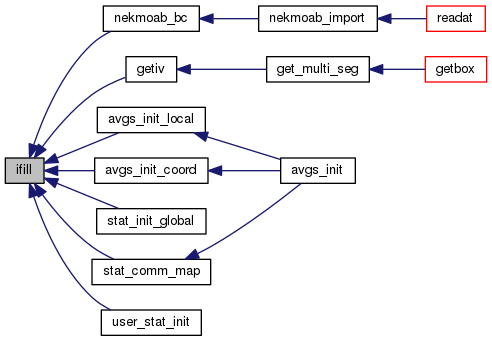 nekmoab_bc nekmoab_import readat
getiv get_multi_seg getbox
avgs_init_local
ifill avgs_init_coord avgs_init
stat_init_global
stat_comm_map
user_stat_init